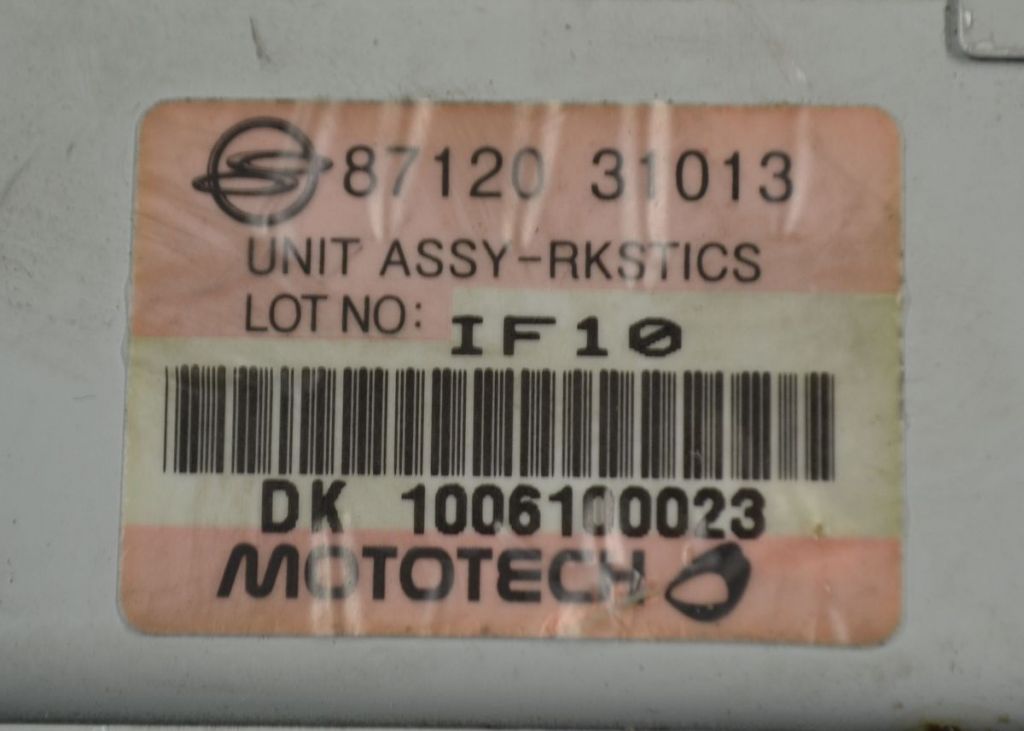 87120 31013
UNIT ASSY-RKSTICS
LOT NO: IF10
DK 1006100023
MOTOTECH